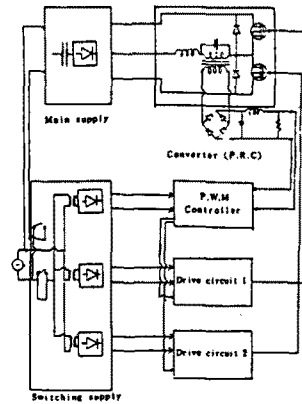 Main supply
Converter (P.R.C)
P.W.M
Controller
Drive circuit 1
Drive circuit 2
Switching supply